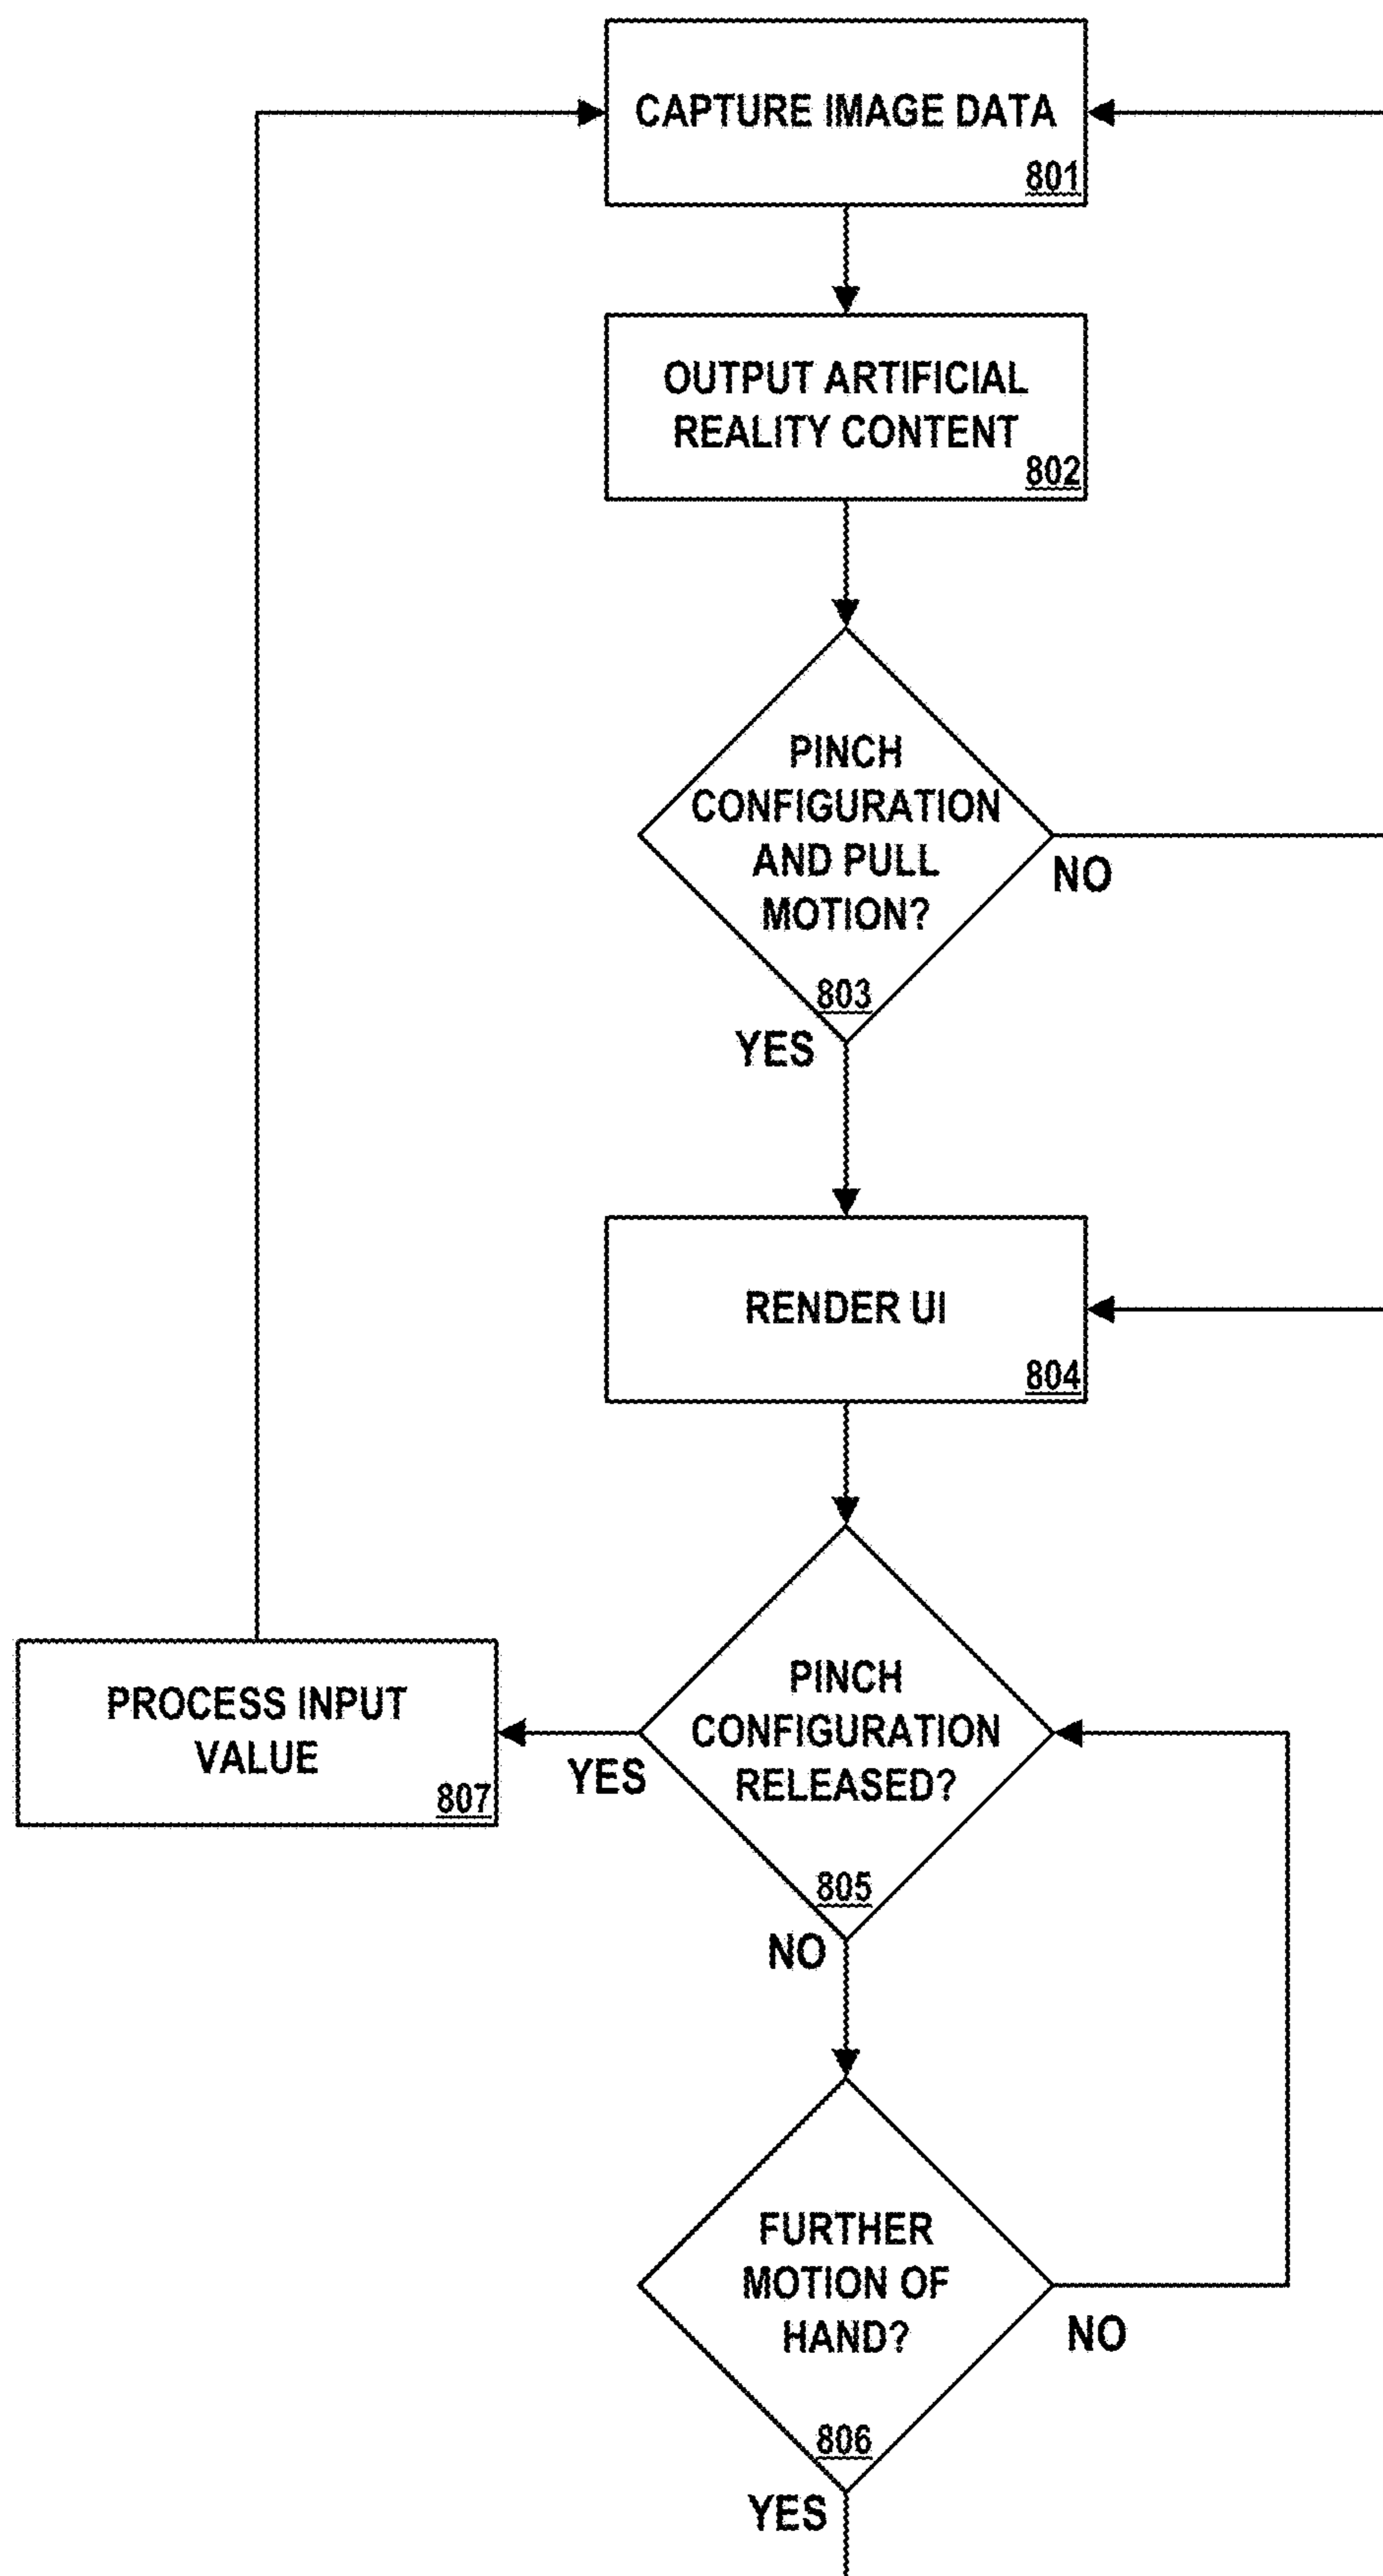 CAPTURE IMAGE DATA
801
OUTPUT ARTIFICIAL
REALITY CONTENT
802
PINCH
CONFIGURATION
AND PULL
MOTION?
803
NO
YES
RENDER UI
804
PINCH
CONFIGURATION
RELEASED?
805
YES
PROCESS INPUT
VALUE
807
NO
FURTHER
MOTION OF
HAND?
806
NO
YES